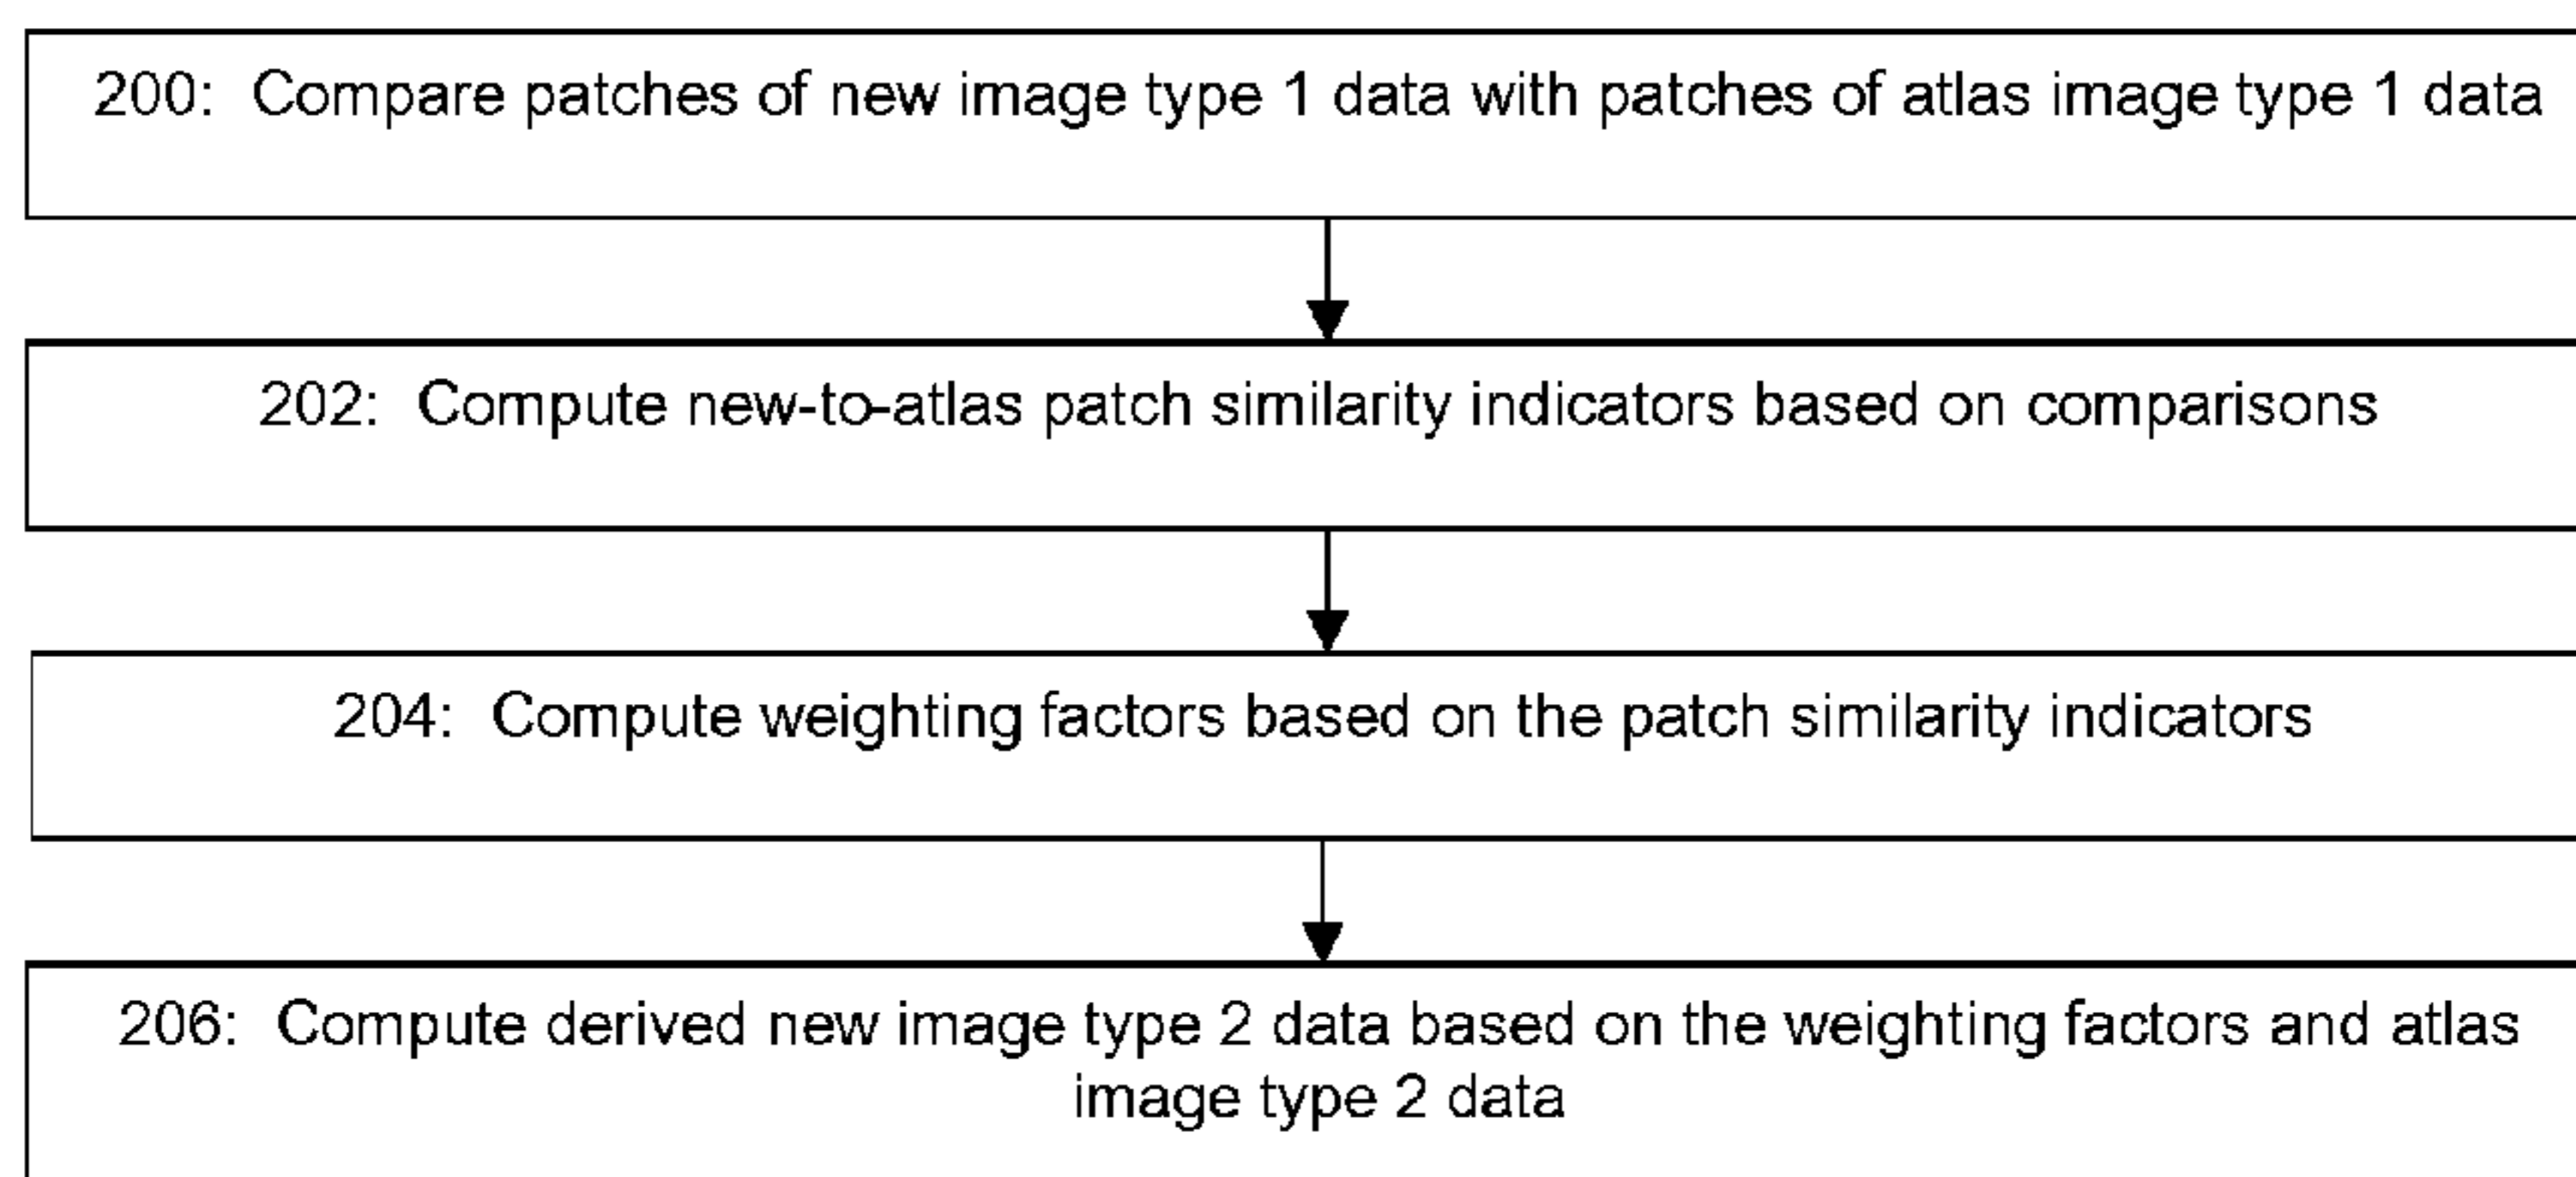 200: Compare patches of new image type 1 data with patches of atlas image type 1 data
202: Compute new-to-atlas patch similarity indicators based on comparisons
204: Compute weighting factors based on the patch similarity indicators
206: Compute derived new image type 2 data based on the weighting factors and atlas
image type 2 data